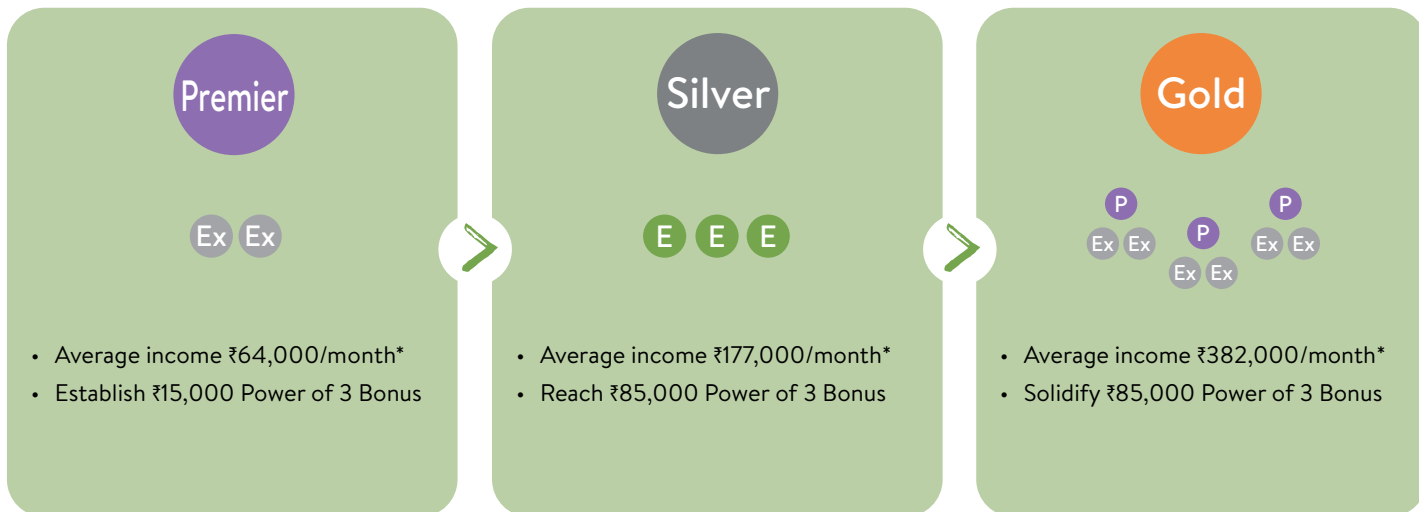 Premier
Ex Ex
• Average income ₹64,000/month*
• Establish ₹15,000 Power of 3 Bonus
Silver
E E E
• Average income ₹177,000/month*
• Reach ₹85,000 Power of 3 Bonus
Gold
P P P
Ex Ex Ex Ex Ex Ex
• Average income ₹382,000/month*
• Solidify ₹85,000 Power of 3 Bonus